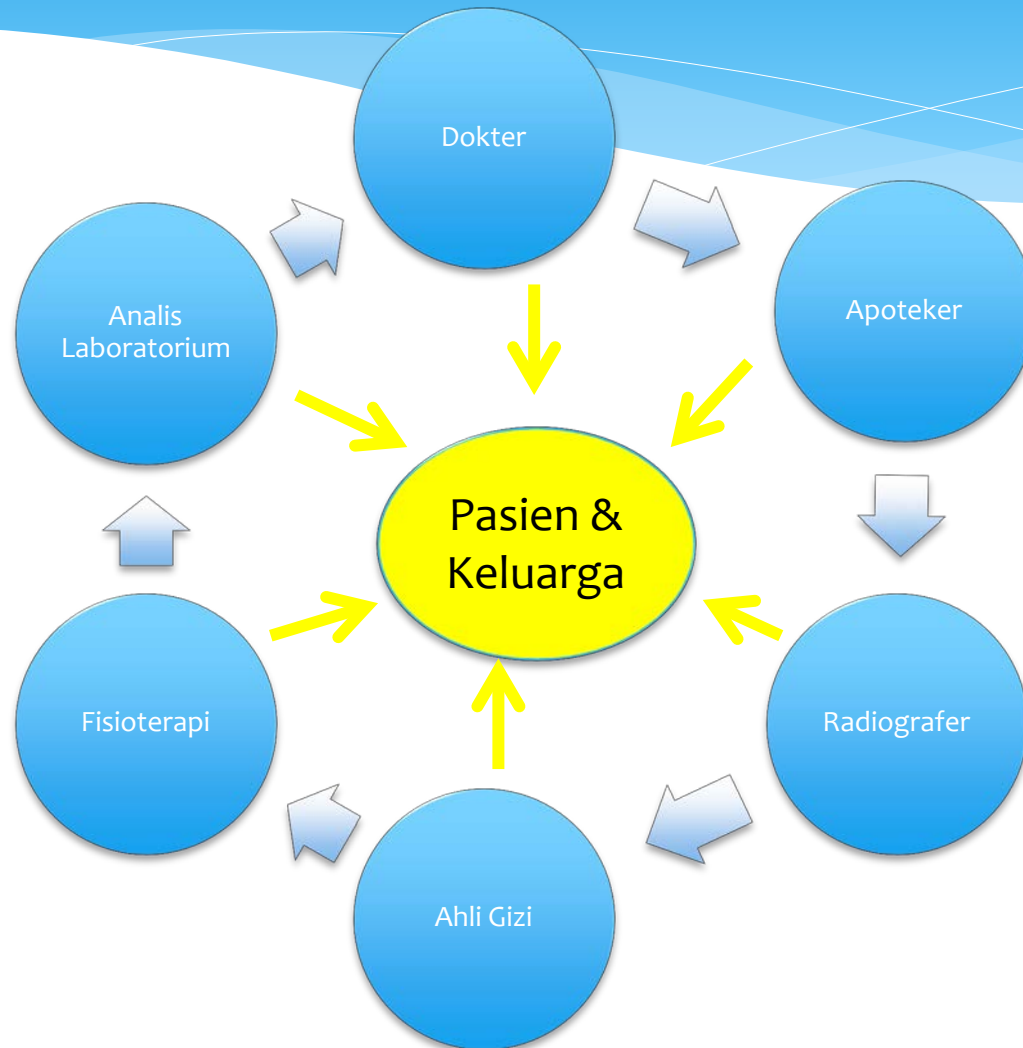 Dokter
Apoteker
Analis
Laboratorium
Pasien &
Keluarga
Fisioterapi
Radiografer
Ahli Gizi